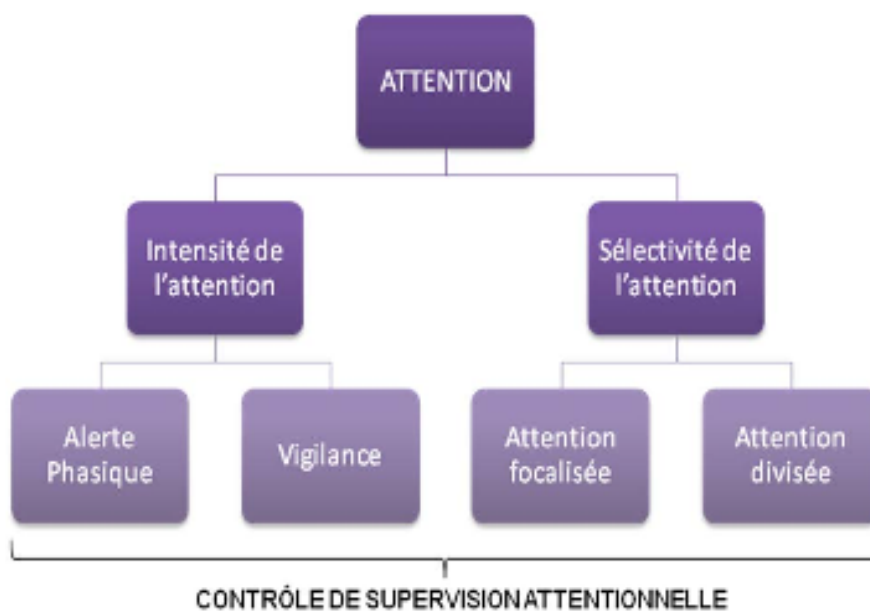 ATTENTION
Intensité de
l'attention
Sélectivité de
l'attention
Alerte
Phasique
Vigilance
Attention
focalisée
Attention
divisée
CONTRÔLE DE SUPERVISION ATTENTIONNELLE